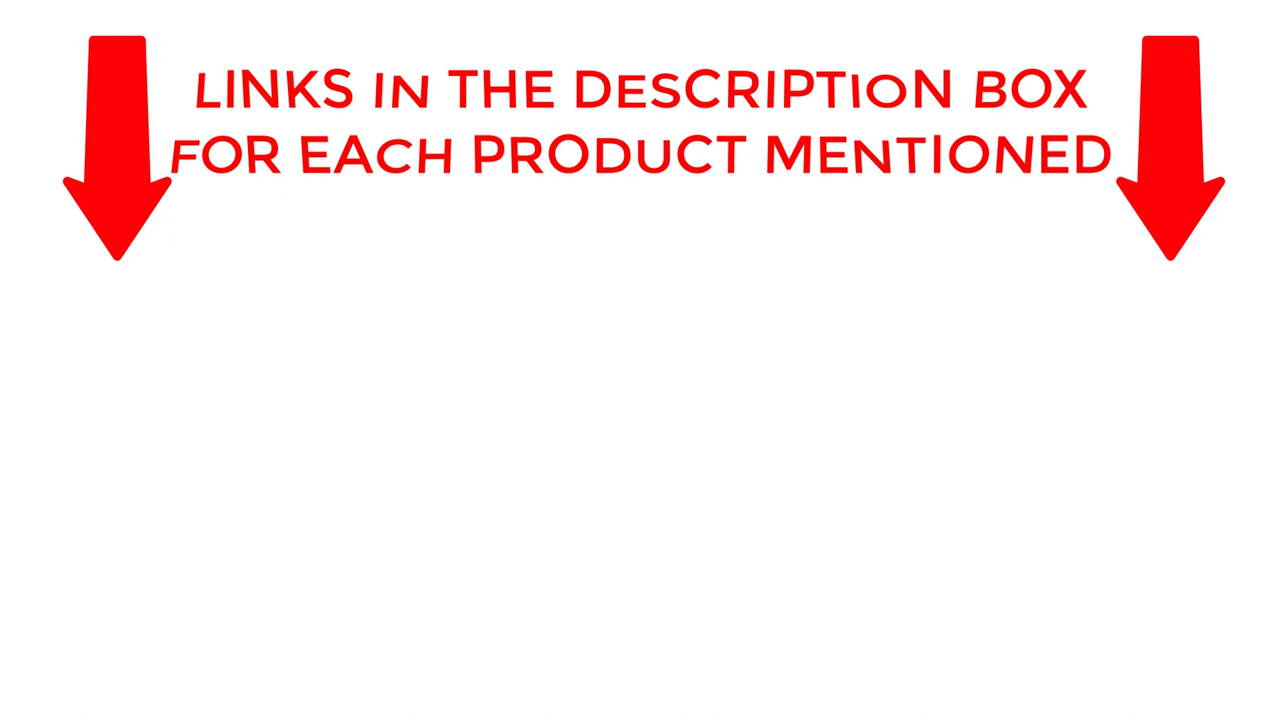 LINKS IN THE DESCRIPTION BOX
FOR EACH PRODUCT MENTIONED